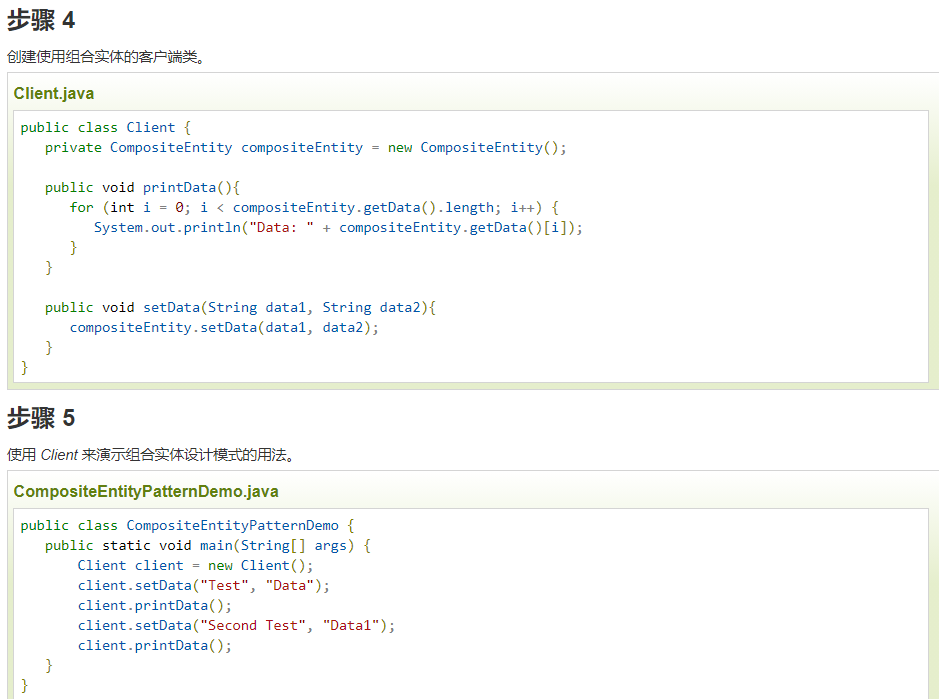 步骤 4
创建使用组合实体的客户端类。
Client.java
public class Client {
   private CompositeEntity compositeEntity = new CompositeEntity();

   public void printData(){
      for (int i = 0; i < compositeEntity.getData().length; i++) {
         System.out.println("Data: " + compositeEntity.getData()[i]);
      }
   }

   public void setData(String data1, String data2){
      compositeEntity.setData(data1, data2);
   }
}
步骤 5
使用 Client 来演示组合实体设计模式的用法。
CompositeEntityPatternDemo.java
public class CompositeEntityPatternDemo {
   public static void main(String[] args) {
       Client client = new Client();
       client.setData("Test", "Data");
       client.printData();
       client.setData("Second Test", "Data1");
       client.printData();
   }
}